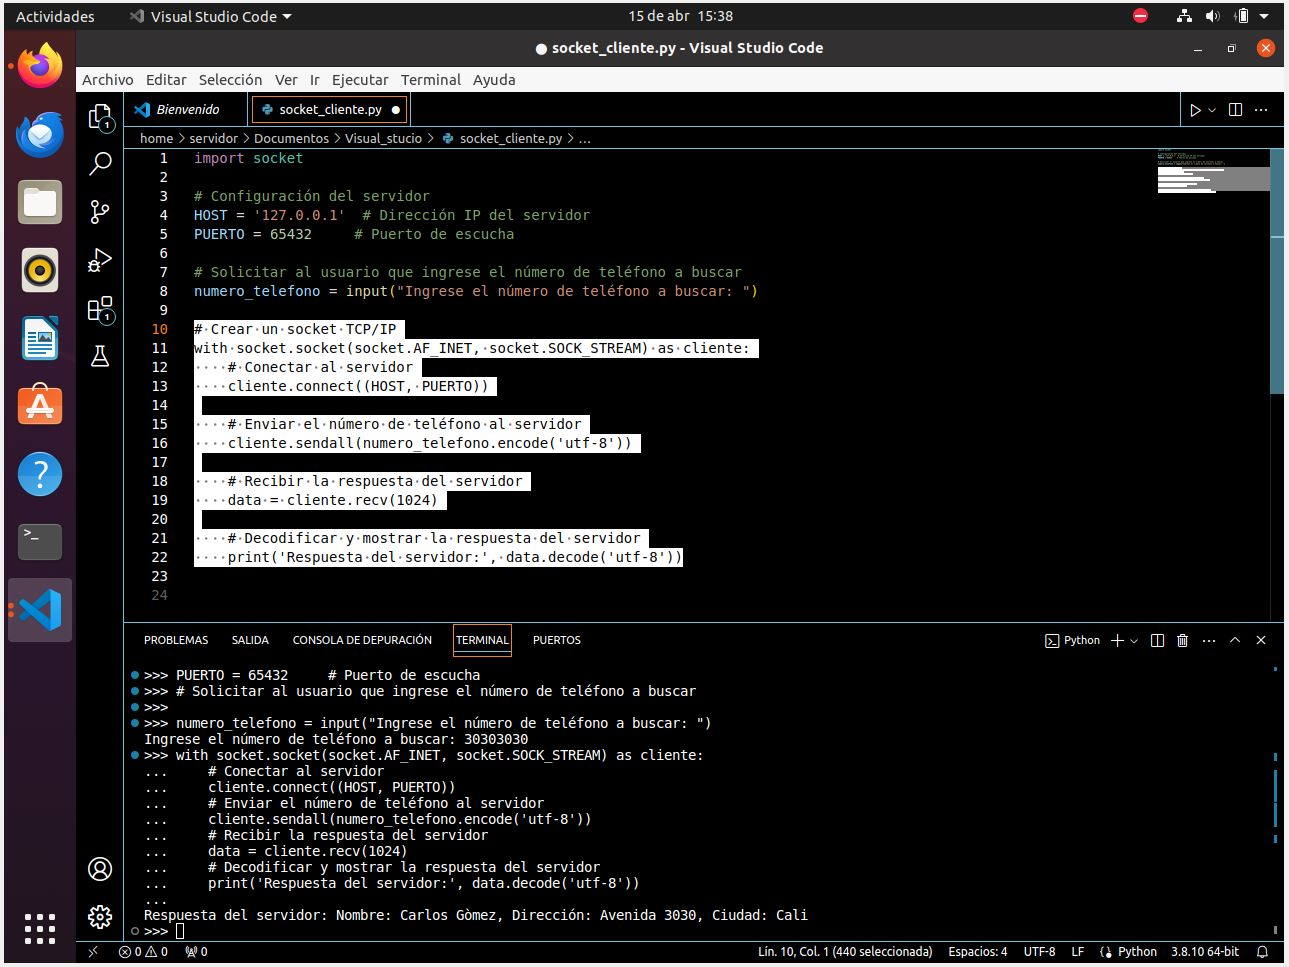 Actividades Visual Studio Code 15 de abr 15:38
● socket_cliente.py - Visual Studio Code
Archivo Editar Selección Ver Ir Ejecutar Terminal Ayuda
Bienvenido socket_cliente.py
home > servidor > Documentos > Visual_stucio > socket_cliente.py > ...
1 import socket
2
3 # Configuración del servidor
4 HOST = '127.0.0.1'  # Dirección IP del servidor
5 PUERTO = 65432     # Puerto de escucha
6
7 # Solicitar al usuario que ingrese el número de teléfono a buscar
8 numero_telefono = input("Ingrese el número de teléfono a buscar: ")
9
10 # Crear un socket TCP/IP
11 with socket.socket(socket.AF_INET, socket.SOCK_STREAM) as cliente:
12     # Conectar al servidor
13     cliente.connect((HOST, PUERTO))
14
15     # Enviar el número de teléfono al servidor
16     cliente.sendall(numero_telefono.encode('utf-8'))
17
18     # Recibir la respuesta del servidor
19     data = cliente.recv(1024)
20
21     # Decodificar y mostrar la respuesta del servidor
22     print('Respuesta del servidor:', data.decode('utf-8'))
23
24
PROBLEMAS SALIDA CONSOLA DE DEPURACIÓN TERMINAL PUERTOS Python
>>> PUERTO = 65432     # Puerto de escucha
>>> # Solicitar al usuario que ingrese el número de teléfono a buscar
>>>
>>> numero_telefono = input("Ingrese el número de teléfono a buscar: ")
Ingrese el número de teléfono a buscar: 30303030
>>> with socket.socket(socket.AF_INET, socket.SOCK_STREAM) as cliente:
...     # Conectar al servidor
...     cliente.connect((HOST, PUERTO))
...     # Enviar el número de teléfono al servidor
...     cliente.sendall(numero_telefono.encode('utf-8'))
...     # Recibir la respuesta del servidor
...     data = cliente.recv(1024)
...     # Decodificar y mostrar la respuesta del servidor
...     print('Respuesta del servidor:', data.decode('utf-8'))
...
Respuesta del servidor: Nombre: Carlos Gòmez, Dirección: Avenida 3030, Ciudad: Cali
>>>
0 0 0 Lín. 10, Col. 1 (440 seleccionada) Espacios: 4 UTF-8 LF Python 3.8.10 64-bit